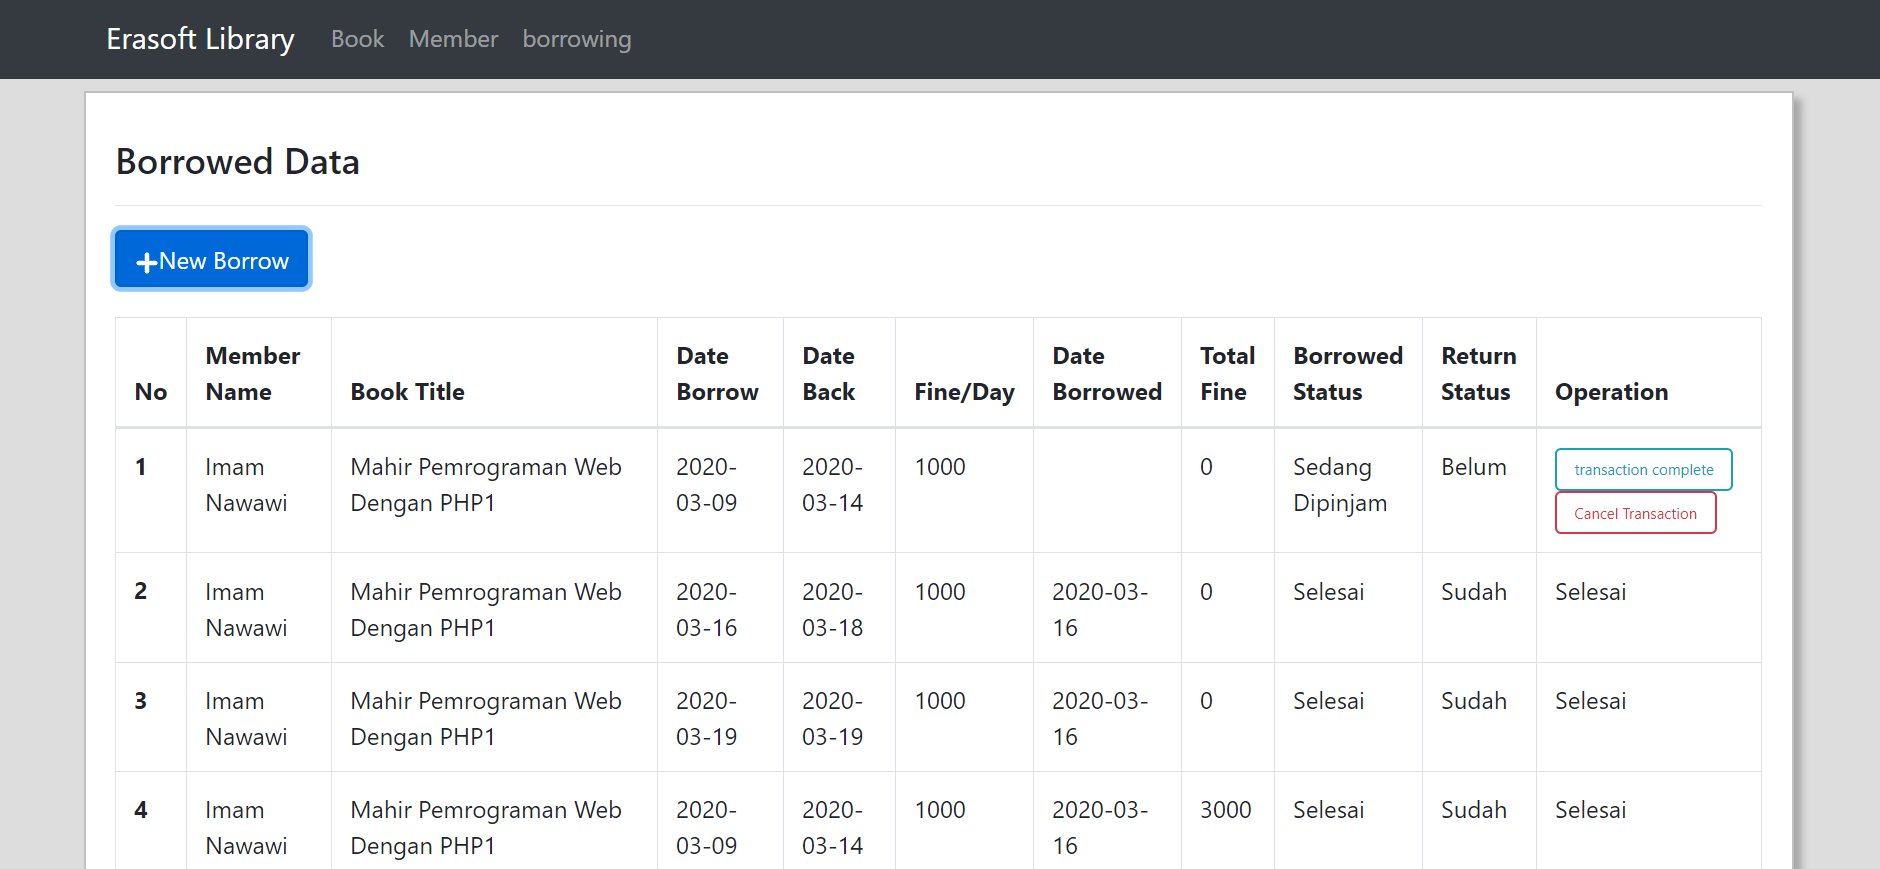 Erasoft Library Book Member borrowing
Borrowed Data
New Borrow
No Member Name Book Title Date Borrow Date Back Fine/Day Date Borrowed Total Fine Borrowed Status Return Status Operation
1 Imam Nawawi Mahir Pemrograman Web Dengan PHP1 2020-03-09 2020-03-14 1000 0 Sedang Dipinjam Belum transaction complete Cancel Transaction
2 Imam Nawawi Mahir Pemrograman Web Dengan PHP1 2020-03-16 2020-03-18 1000 2020-03-16 0 Selesai Sudah Selesai
3 Imam Nawawi Mahir Pemrograman Web Dengan PHP1 2020-03-19 2020-03-19 1000 2020-03-16 0 Selesai Sudah Selesai
4 Imam Nawawi Mahir Pemrograman Web Dengan PHP1 2020-03-09 2020-03-14 1000 2020-03-16 3000 Selesai Sudah Selesai